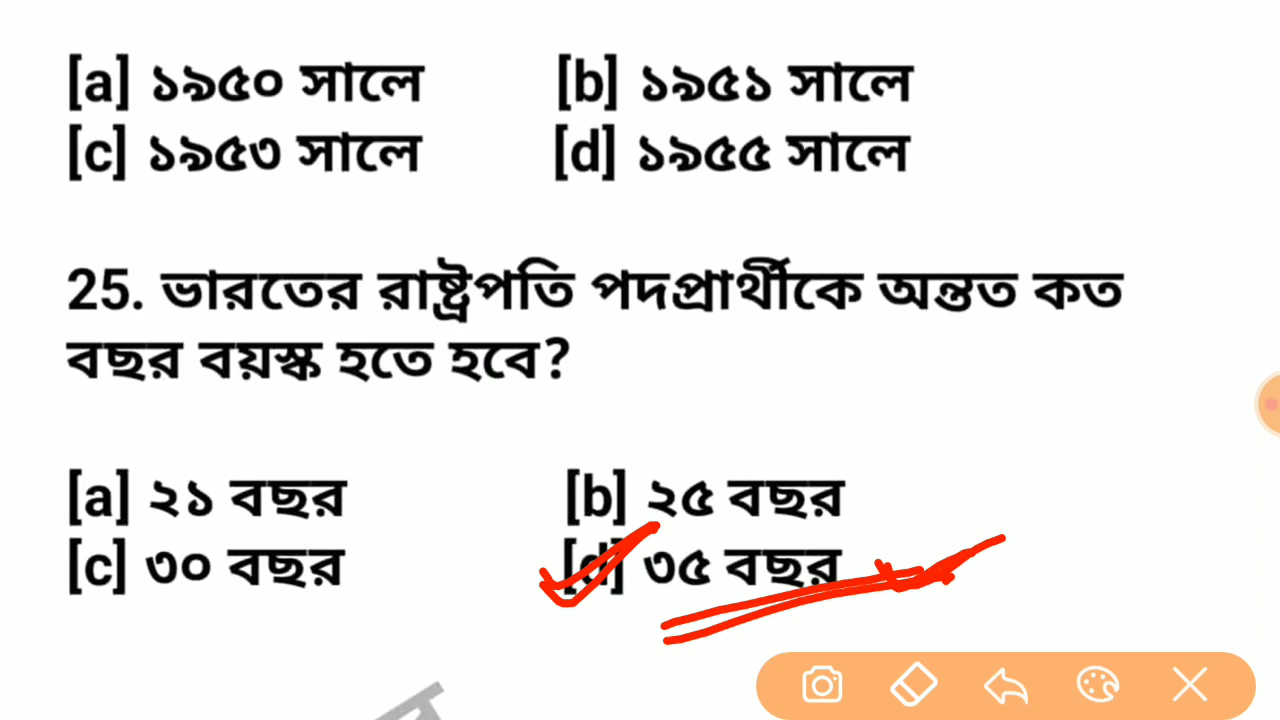 [a] ১৯৫০ সালে [b] ১৯৫১ সালে
[c] ১৯৫৩ সালে [d] ১৯৫৫ সালে
25. ভারতের রাষ্ট্রপতি পদপ্রার্থীকে অন্তত কত
বছর বয়স্ক হতে হবে?
[a] ২১ বছর [b] ২৫ বছর
[c] ৩০ বছর [d] ৩৫ বছর